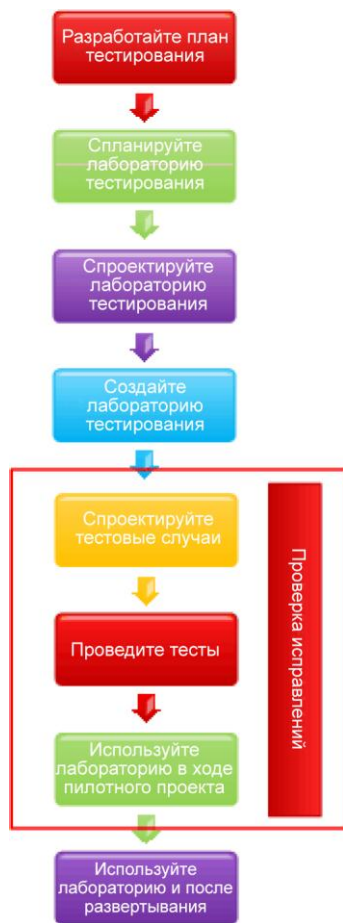 Разработайте план
тестирования
Спланируйте
лабораторию
тестирования
Спроектируйте
лабораторию
тестирования
Создайте
лабораторию
тестирования
Спроектируйте
тестовые случаи
Проведите тесты
Используйте
лабораторию в ходе
пилотного проекта
Проверка исправлений
Используйте
лабораторию и после
развертывания